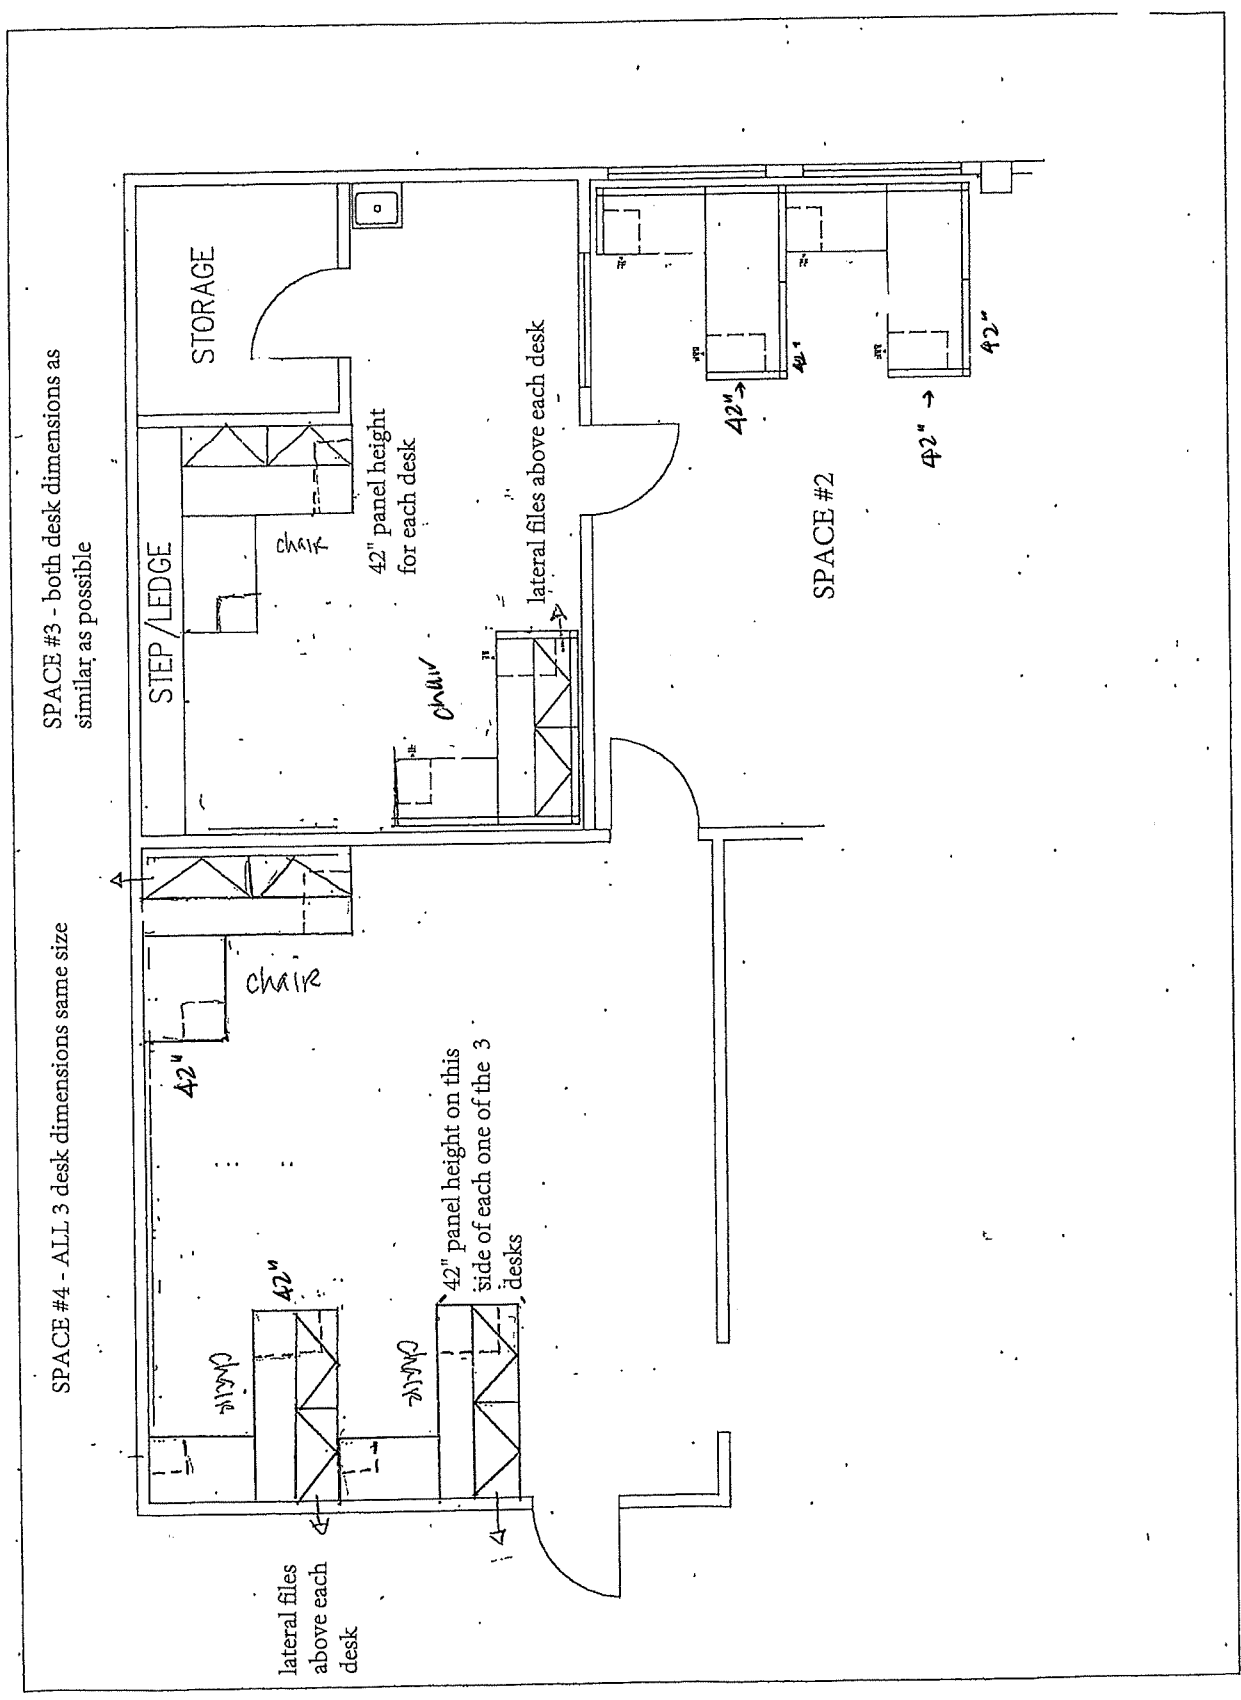 SPACE #4 - ALL 3 desk dimensions same size
SPACE #3 - both desk dimensions as
similar as possible
STEP/LEDGE
STORAGE
42"
chair
chair
42" panel height
for each desk
chair
lateral files above each desk
chair
42"
chair
42" panel height on this
side of each one of the 3
desks
lateral files
above each
desk
SPACE #2
42"
42"
42"
42"